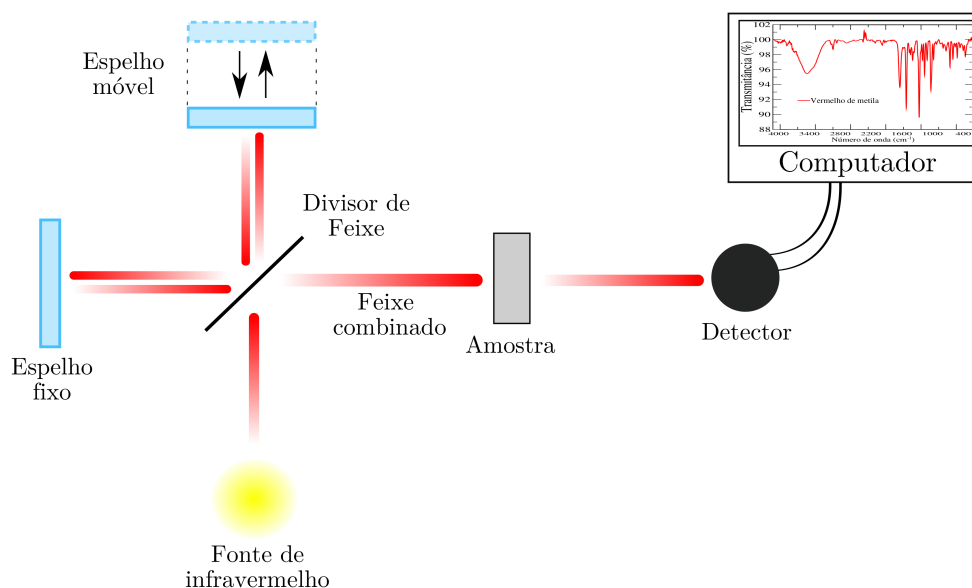 Espelho
móvel
Divisor de
Feixe
Espelho
fixo
Feixe
combinado
Amostra
Detector
Fonte de
infravermelho
102
100
98
96
94
92
90
88
Transmitância (%)
Vermelho de metila
4000 3400 2800 2200 1600 1000 400
Número de onda (cm⁻¹)
Computador